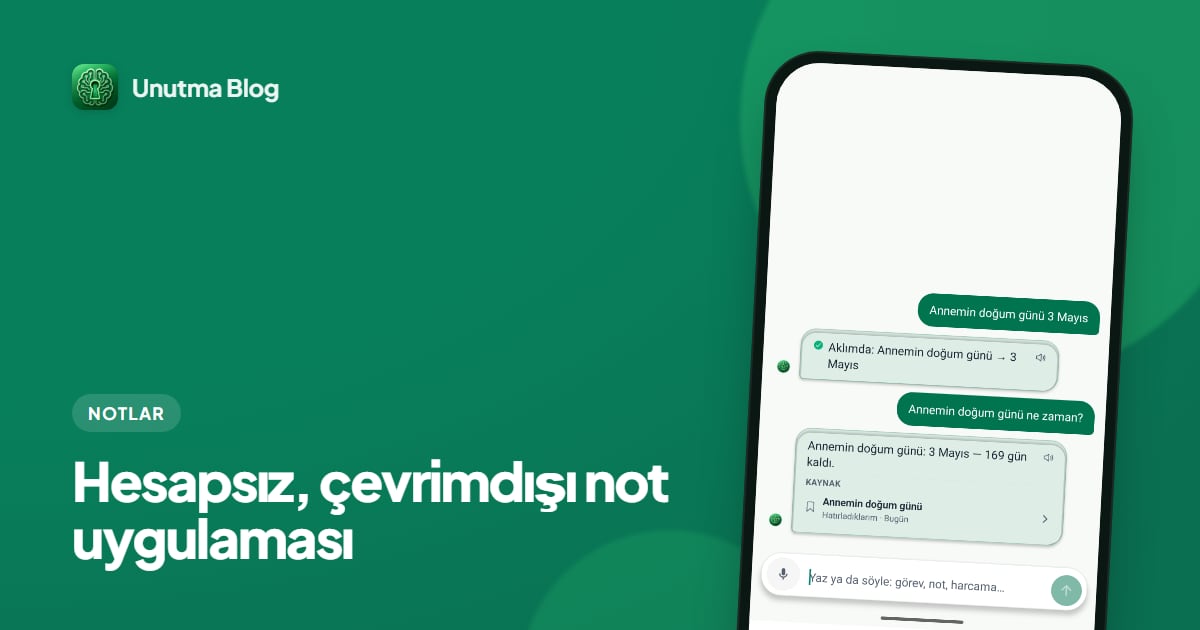 Unutma Blog
NOTLAR
Hesapsız, çevrimdışı not
uygulaması
Annemin doğum günü 3 Mayıs
Aklımda: Annemin doğum günü → 3
Mayıs
Annemin doğum günü ne zaman?
Annemin doğum günü: 3 Mayıs — 169 gün
kaldı.
KAYNAK
Annemin doğum günü
Hatırladıklarım · Bugün
Yaz ya da söyle: görev, not, harcama...